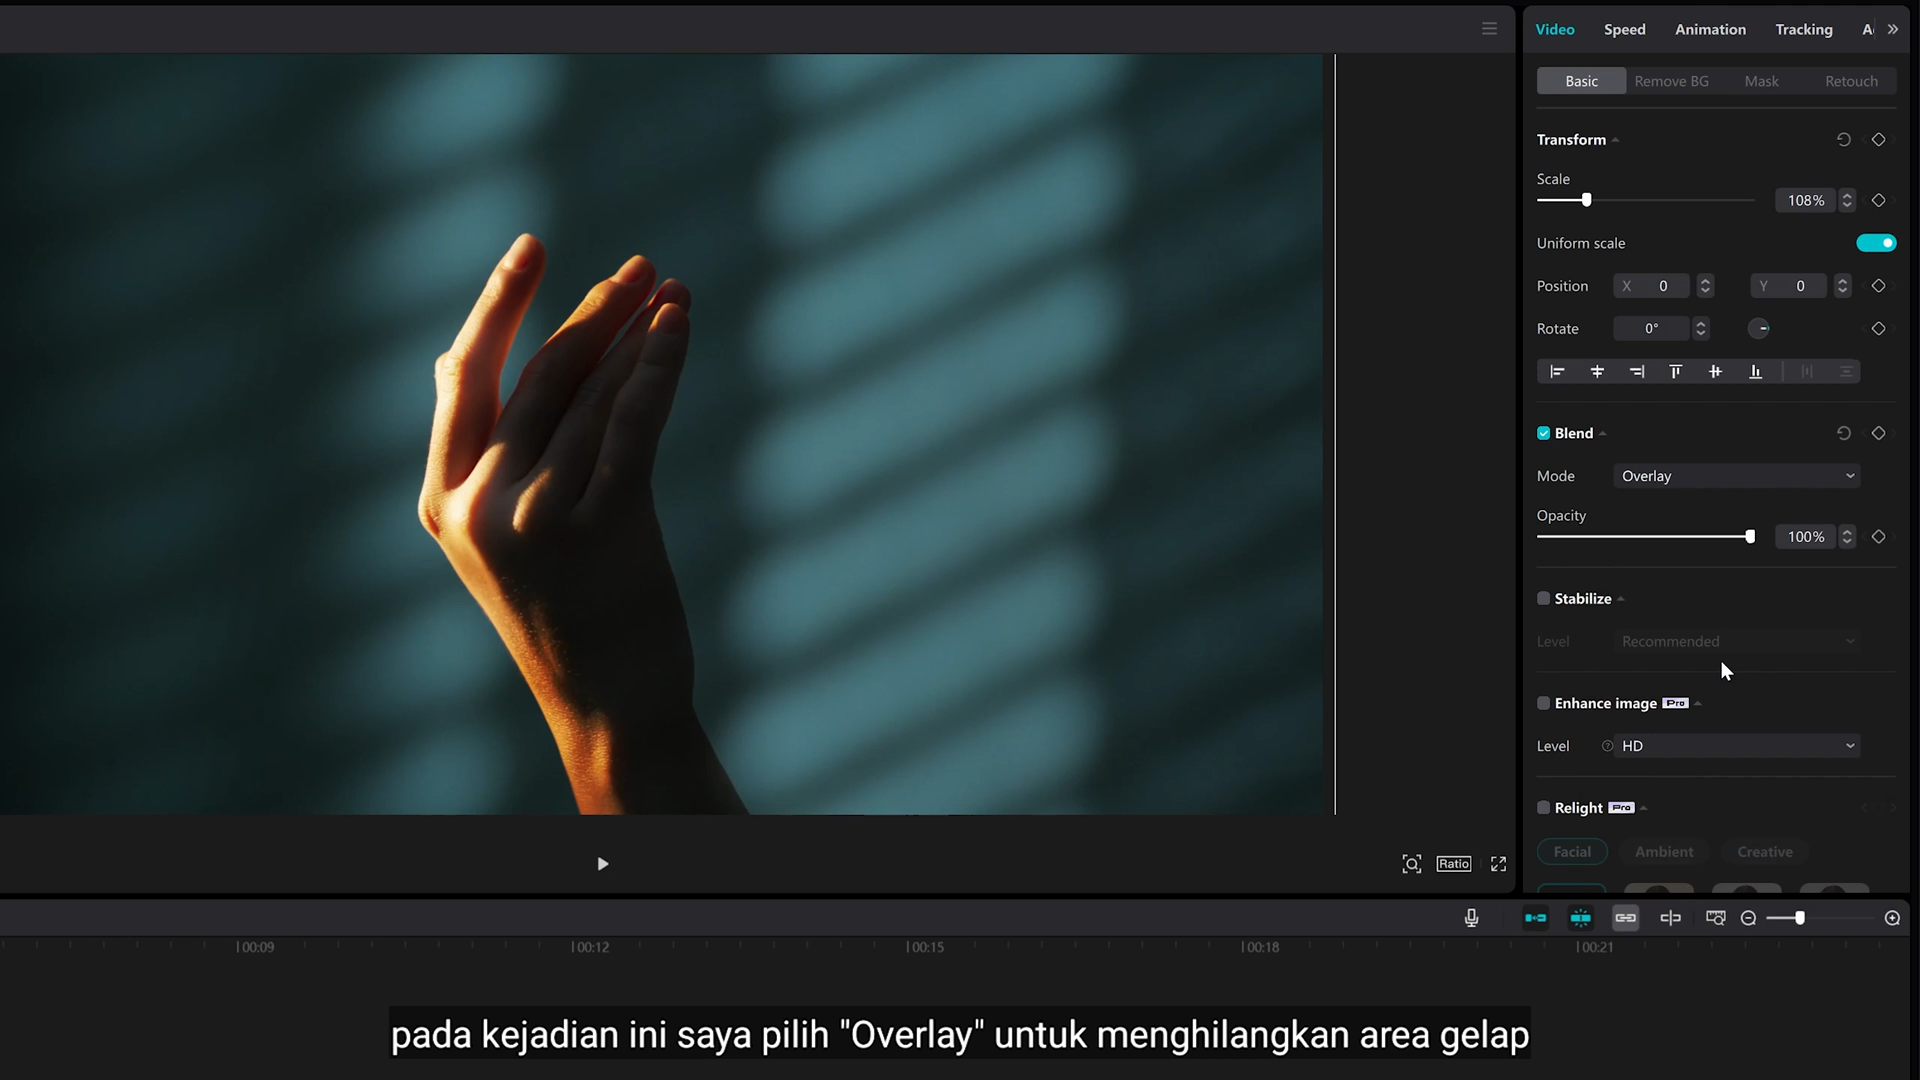 Video Speed Animation Tracking
Basic Remove BG Mask Retouch
Transform
Scale
108%
Uniform scale
Position X 0 Y 0
Rotate 0°
Blend
Mode Overlay
Opacity
100%
Stabilize
Level Recommended
Enhance image Pro
Level HD
Relight Pro
Facial Ambient Creative
Ratio
00:09 00:12 00:15 00:18 00:21
pada kejadian ini saya pilih "Overlay" untuk menghilangkan area gelap